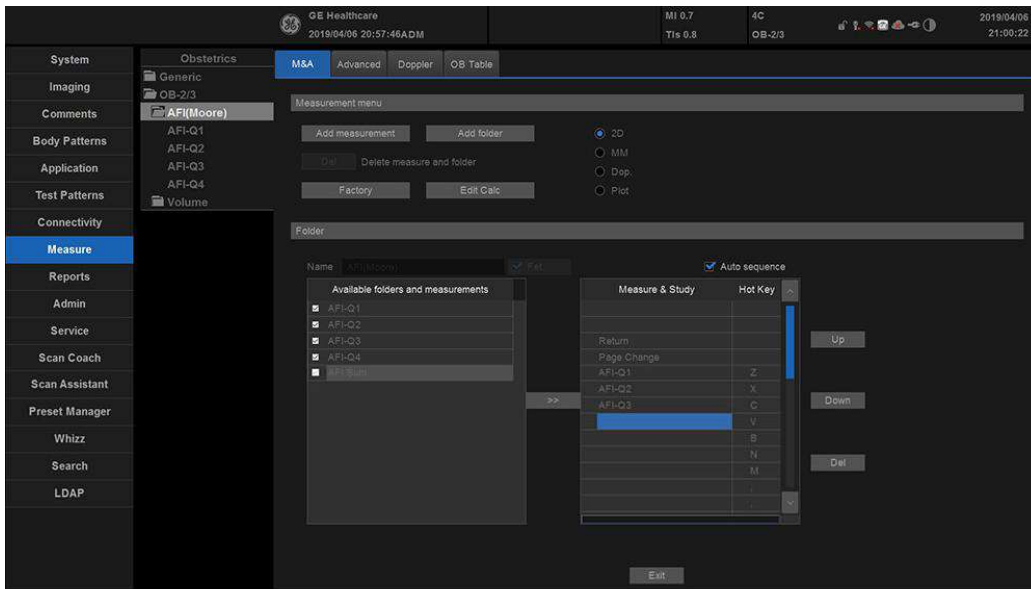 GE Healthcare
2019/04/06 20:57:46ADM
MI 0.7
TIs 0.8
4C
OB-2/3
2019/04/06
21:00:22
System
Imaging
Comments
Body Patterns
Application
Test Patterns
Connectivity
Measure
Reports
Admin
Service
Scan Coach
Scan Assistant
Preset Manager
Whizz
Search
LDAP
Obstetrics
Generic
OB-2/3
AFI(Moore)
AFI-Q1
AFI-Q2
AFI-Q3
AFI-Q4
Volume
M&A Advanced Doppler OB Table
Measurement menu
Add measurement Add folder
Del Delete measure and folder
Factory Edit Calc
2D
MM
Dop.
Plot
Folder
Name AFI(Moore) Fet Auto sequence
Available folders and measurements
AFI-Q1
AFI-Q2
AFI-Q3
AFI-Q4
AFI Sum
>>
Measure & Study Hot Key
Return
Page Change
AFI-Q1 Z
AFI-Q2 X
AFI-Q3 C
V
B
N
M
Up
Down
Del
Exit